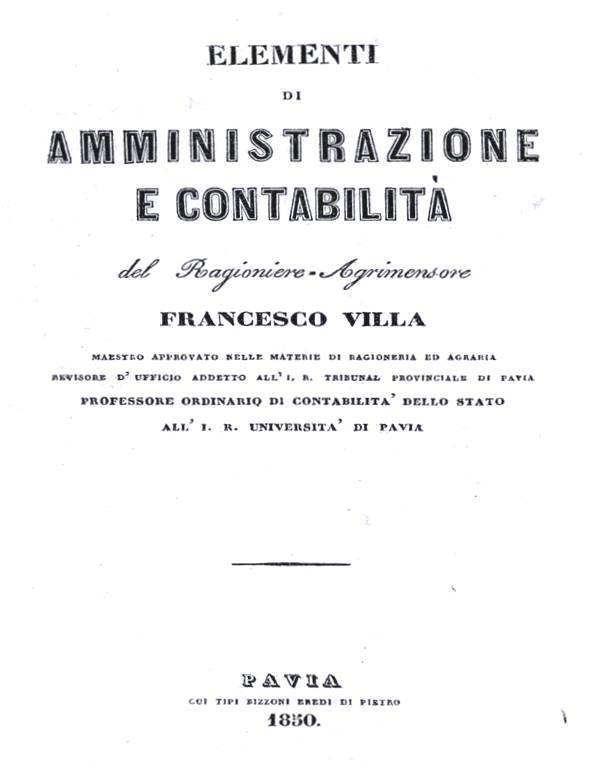 ELEMENTI
DI
AMMINISTRAZIONE
E CONTABILITÀ
del Ragioniere-Agrimensore
FRANCESCO VILLA
MAESTRO APPROVATO NELLE MATERIE DI RAGIONERIA ED AGRARIA
REVISORE D' UFFICIO ADDETTO ALL' I. R. TRIBUNAL PROVINCIALE DI PAVIA
PROFESSORE ORDINARIO DI CONTABILITA' DELLO STATO
ALL' I. R. UNIVERSITA' DI PAVIA
PAVIA
COI TIPI BIZZONI EREDI DI PIETRO
1850.